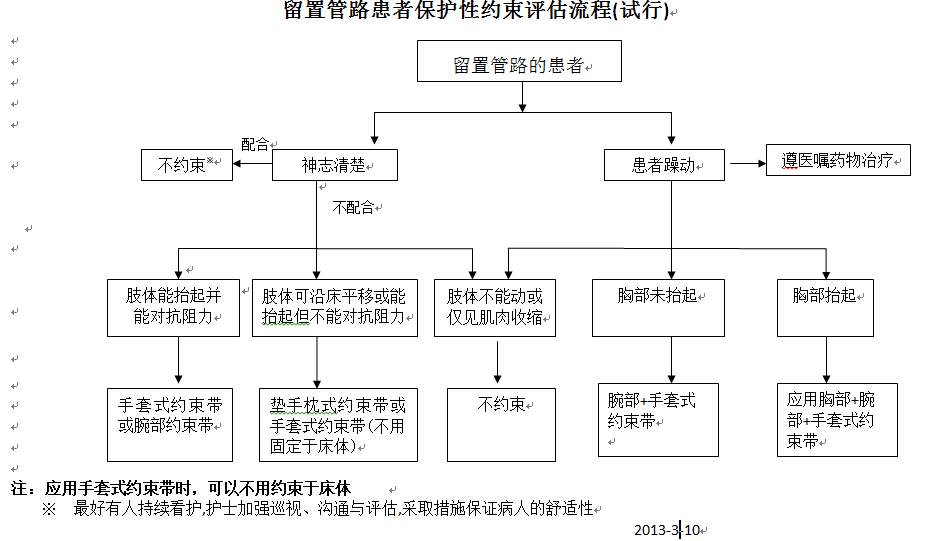 留置管路患者保护性约束评估流程(试行)
留置管路的患者
配合
不约束※
神志清楚
患者躁动
遵医嘱药物治疗
不配合
肢体能抬起并
能对抗阻力
肢体可沿床平移或能
抬起但不能对抗阻力
肢体不能动或
仅见肌肉收缩
胸部未抬起
胸部抬起
手套式约束带
或腕部约束带
垫手枕式约束带或
手套式约束带(不用
固定于床体)
不约束
腕部+手套式
约束带
应用胸部+腕
部+手套式约
束带
注：应用手套式约束带时，可以不用约束于床体
※ 最好有人持续看护,护士加强巡视、沟通与评估,采取措施保证病人的舒适性
2013-3-10